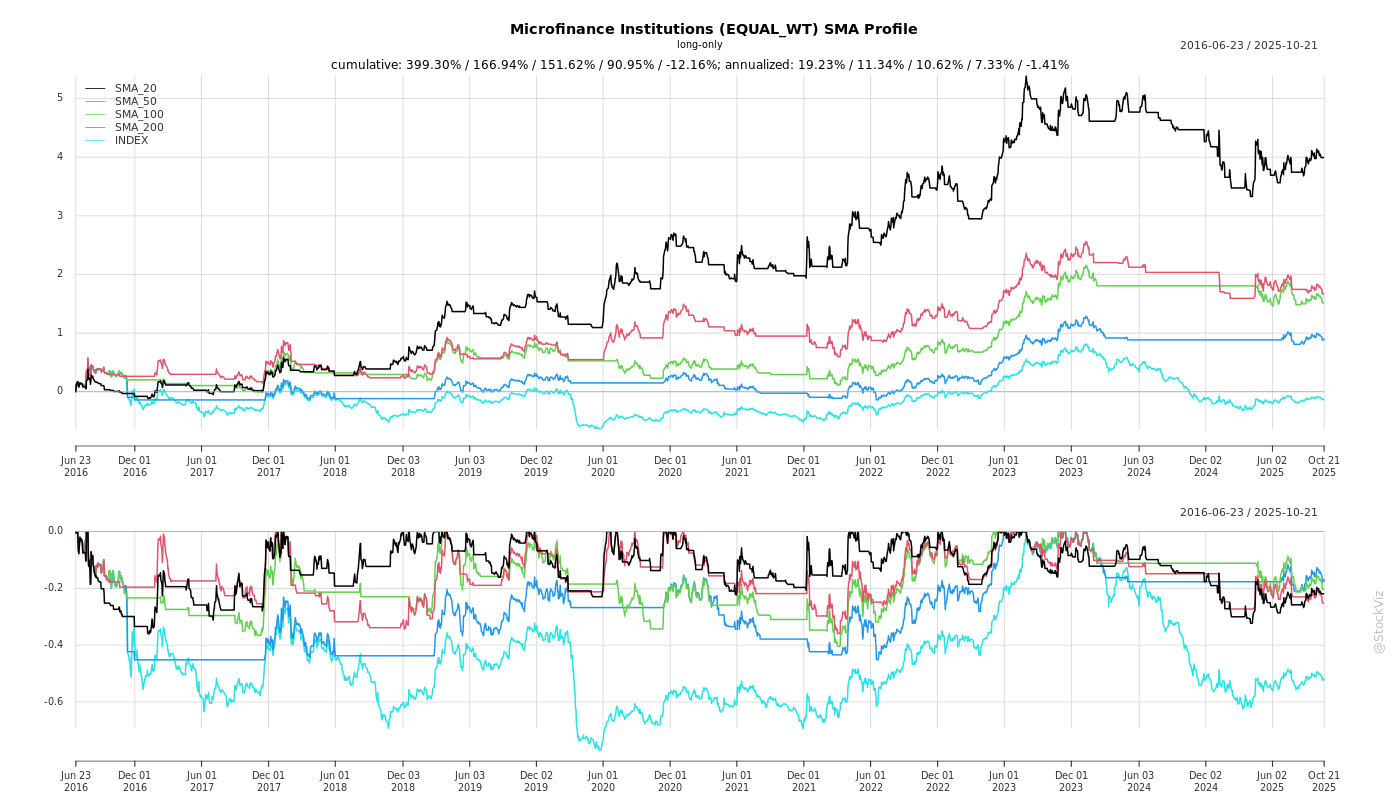 Microfinance Institutions (EQUAL_WT) SMA Profile
long-only
2016-06-23 / 2025-10-21
cumulative: 399.30% / 166.94% / 151.62% / 90.95% / -12.16%; annualized: 19.23% / 11.34% / 10.62% / 7.33% / -1.41%
SMA_20
SMA_50
SMA_100
SMA_200
INDEX
5
4
3
2
1
0
Jun 23 Dec 01 Jun 01 Dec 01 Jun 01 Dec 03 Jun 03 Dec 02 Jun 01 Dec 01 Jun 01 Dec 01 Jun 01 Dec 01 Jun 01 Dec 01 Jun 03 Dec 02 Jun 02 Oct 21
2016 2016 2017 2017 2018 2018 2019 2019 2020 2020 2021 2021 2022 2022 2023 2023 2024 2024 2025 2025
2016-06-23 / 2025-10-21
0.0
-0.2
-0.4
-0.6
Jun 23 Dec 01 Jun 01 Dec 01 Jun 01 Dec 03 Jun 03 Dec 02 Jun 01 Dec 01 Jun 01 Dec 01 Jun 01 Dec 01 Jun 01 Dec 01 Jun 03 Dec 02 Jun 02 Oct 21
2016 2016 2017 2017 2018 2018 2019 2019 2020 2020 2021 2021 2022 2022 2023 2023 2024 2024 2025 2025
@StockViz